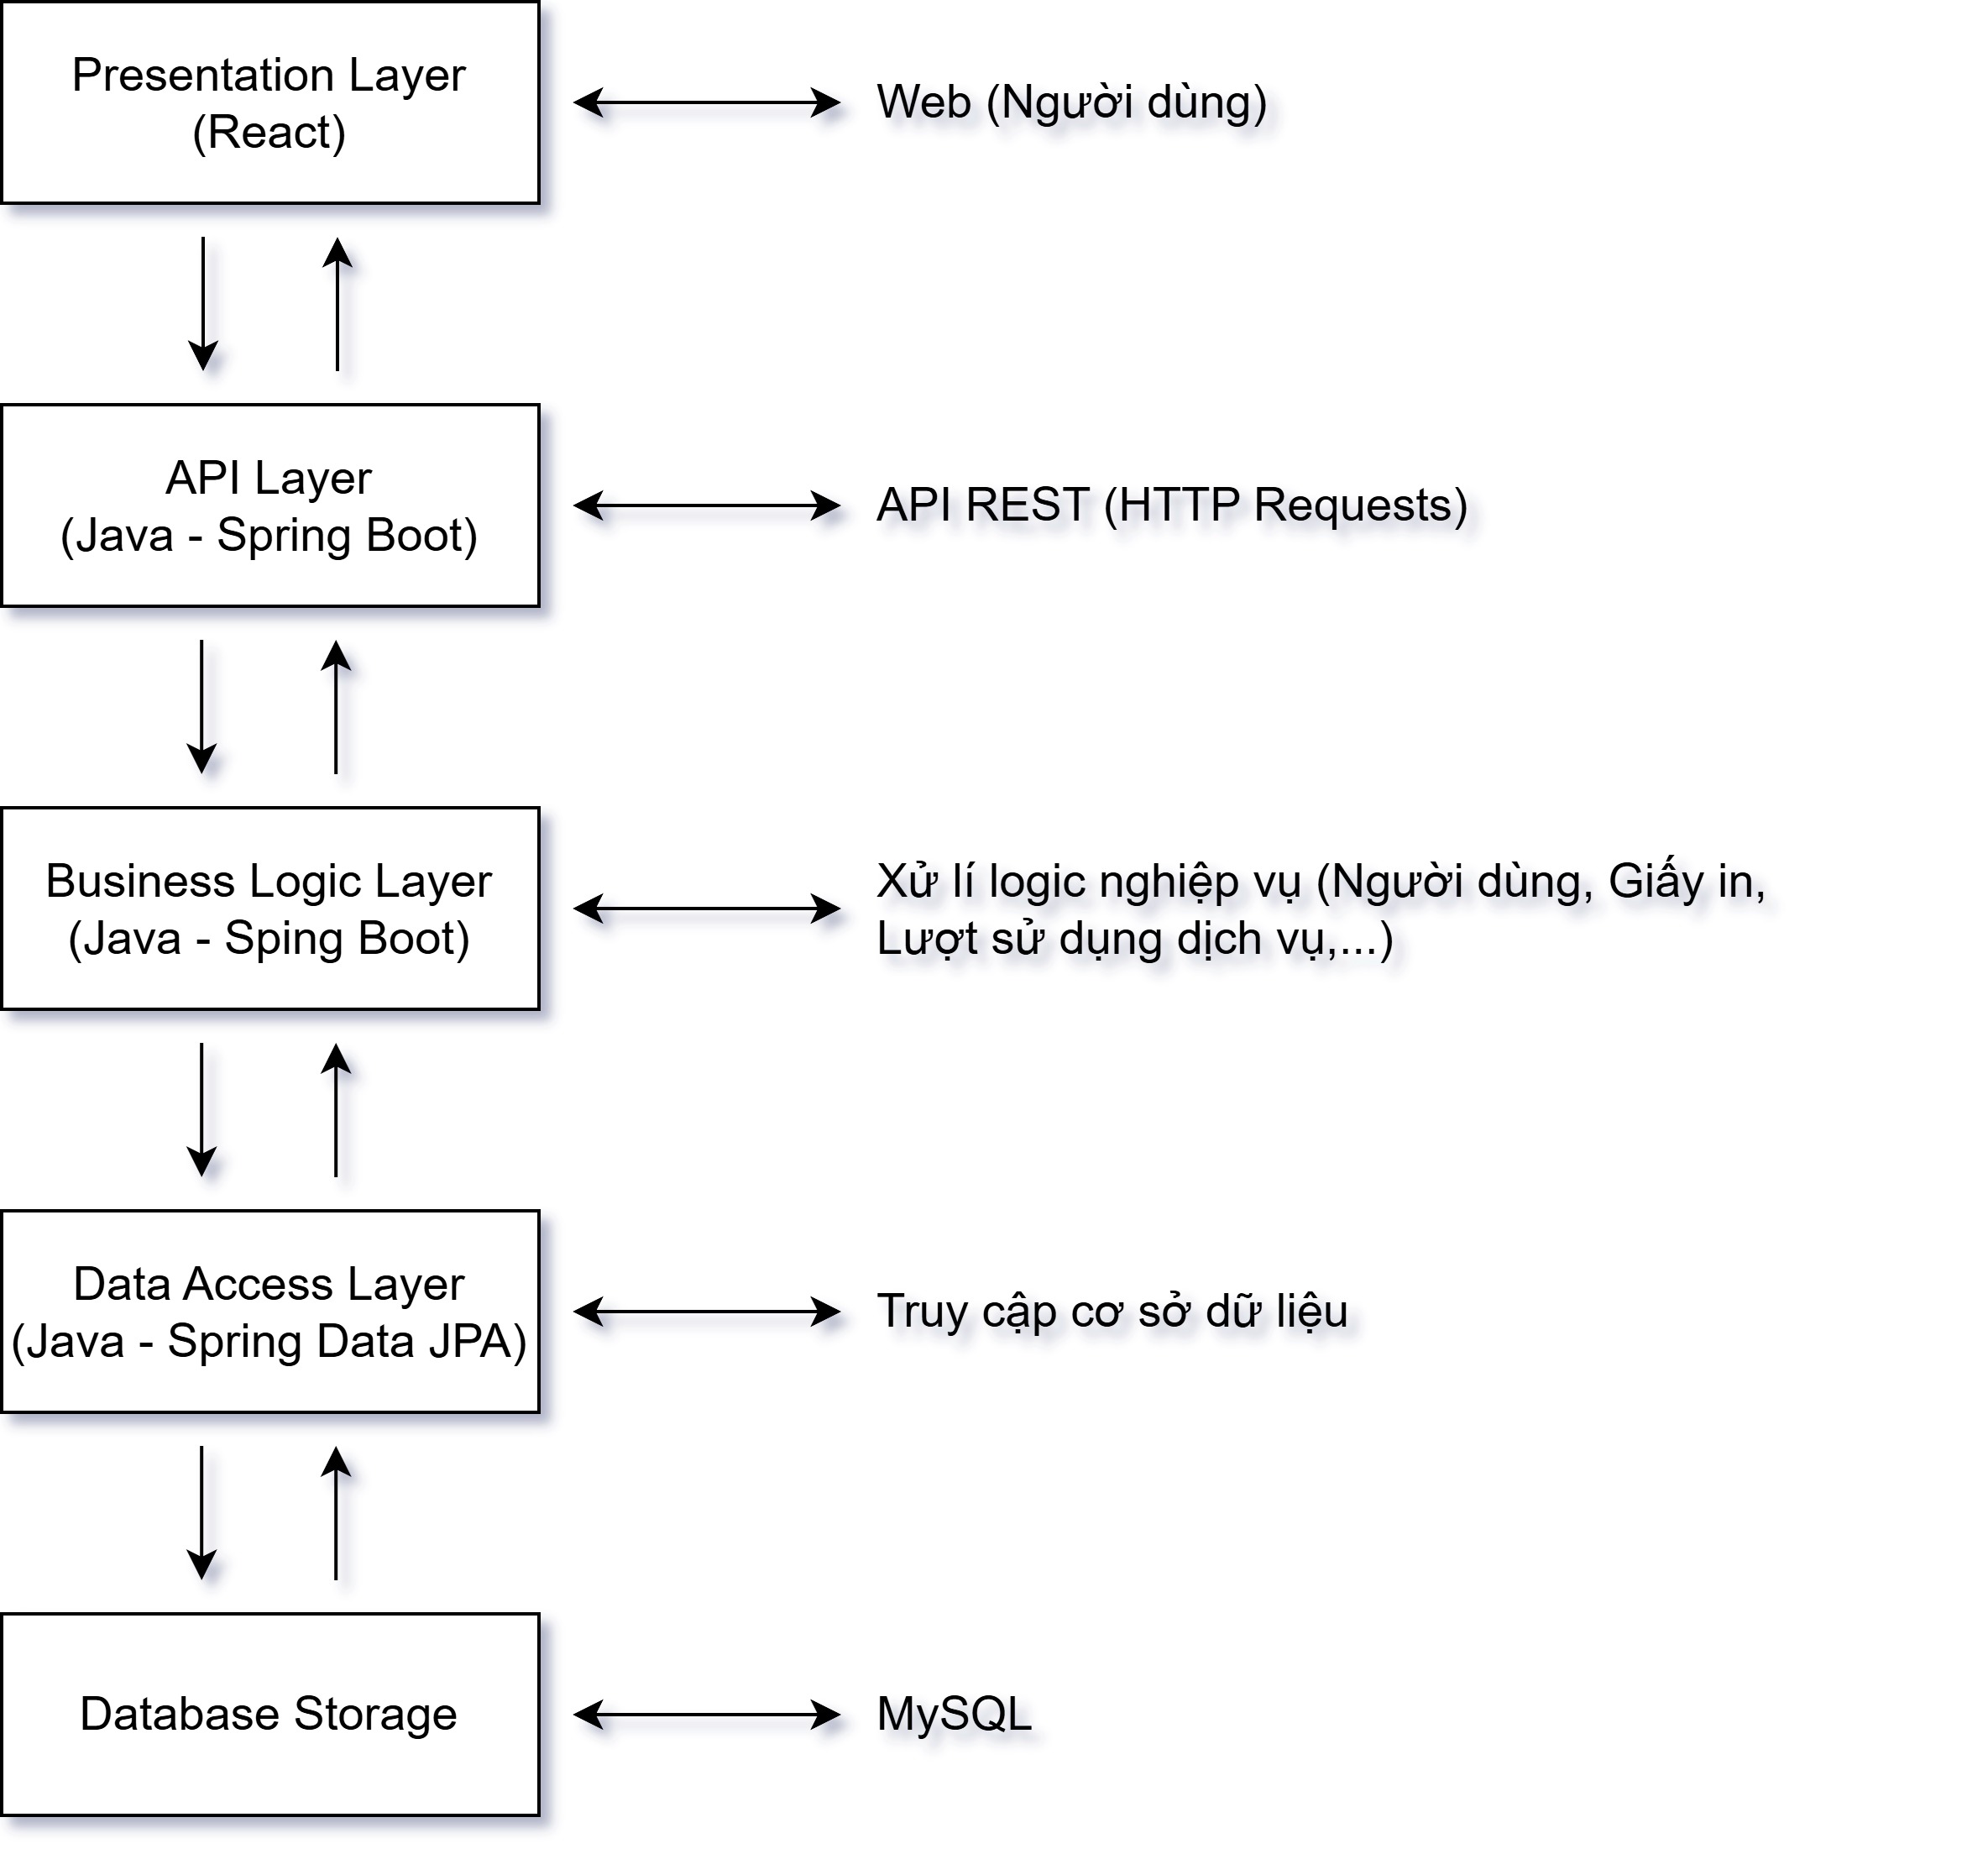 Presentation Layer
(React)
Web (Người dùng)
API Layer
(Java - Spring Boot)
API REST (HTTP Requests)
Business Logic Layer
(Java - Sping Boot)
Xử lí logic nghiệp vụ (Người dùng, Giấy in,
Lượt sử dụng dịch vụ,...)
Data Access Layer
(Java - Spring Data JPA)
Truy cập cơ sở dữ liệu
Database Storage
MySQL